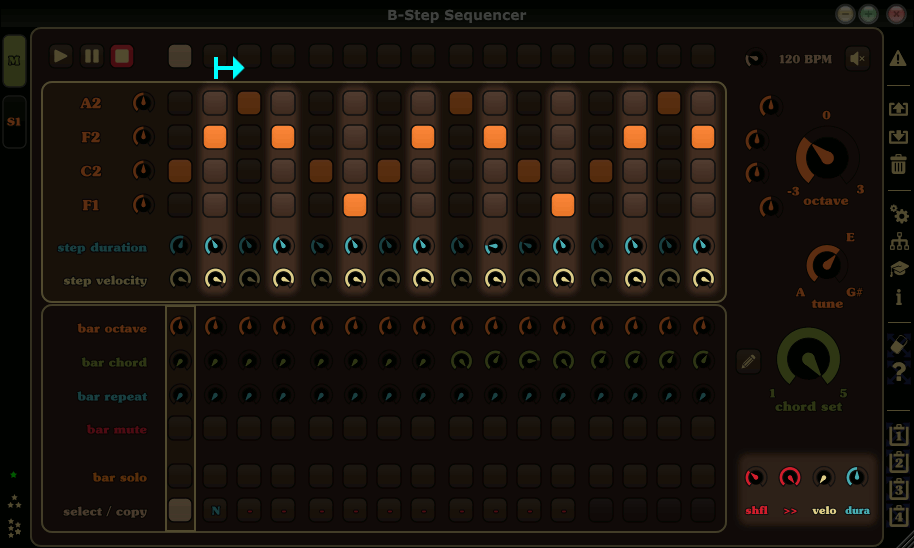 B-Step Sequencer
M
120 BPM
S1
A2
F2
C2
F1
0
-3
3
octave
step duration
step velocity
E
A
G#
tune
bar octave
bar chord
bar repeat
bar mute
bar solo
select / copy
N
1
5
chord set
shfl
>>
velo
dura
i
?
1
2
3
4